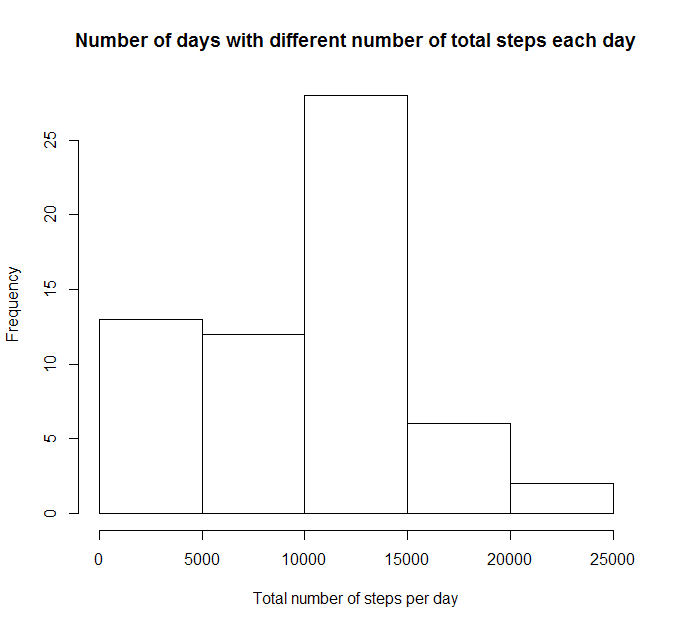 Number of days with different number of total steps each day
Frequency
25
20
15
10
5
0
0 5000 10000 15000 20000 25000
Total number of steps per day